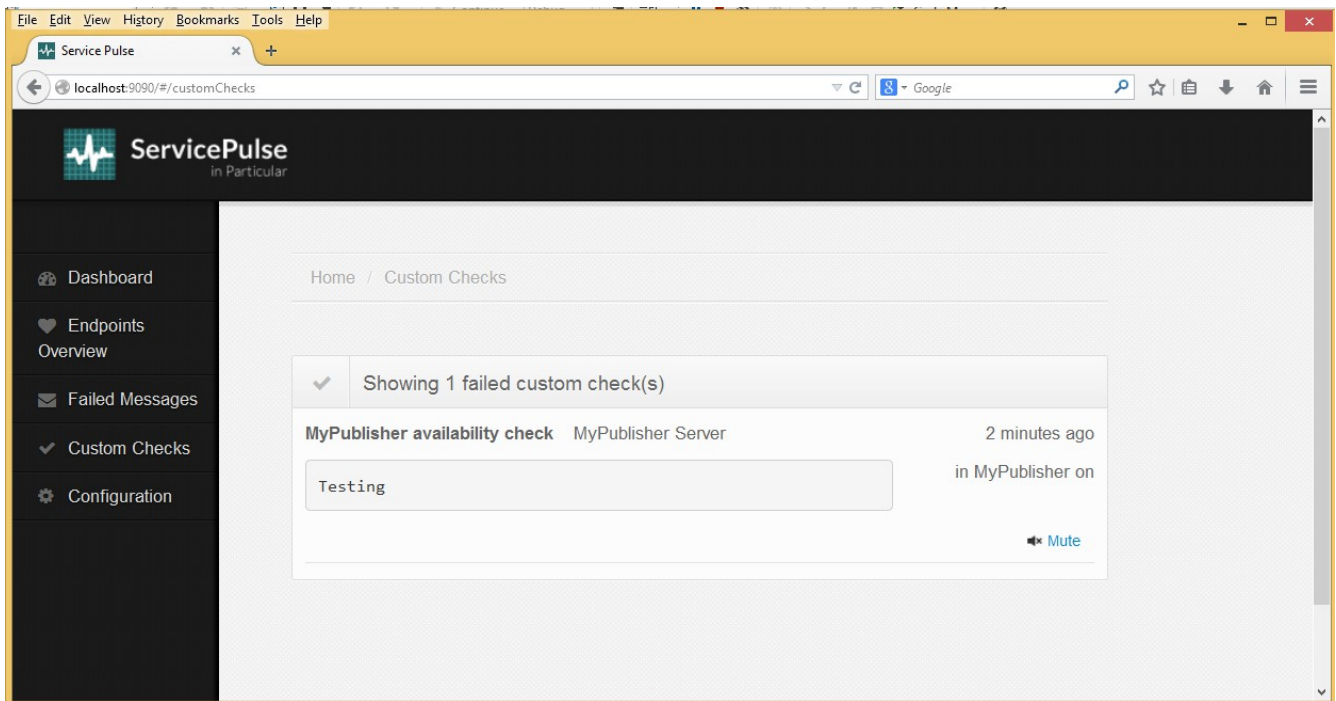 File Edit View History Bookmarks Tools Help
Service Pulse
localhost:9090/#/customChecks
8 Google
ServicePulse
in Particular
Dashboard
Home / Custom Checks
Endpoints
Overview
Showing 1 failed custom check(s)
Failed Messages
MyPublisher availability check MyPublisher Server 2 minutes ago
Custom Checks
in MyPublisher on
Testing
Configuration
Mute